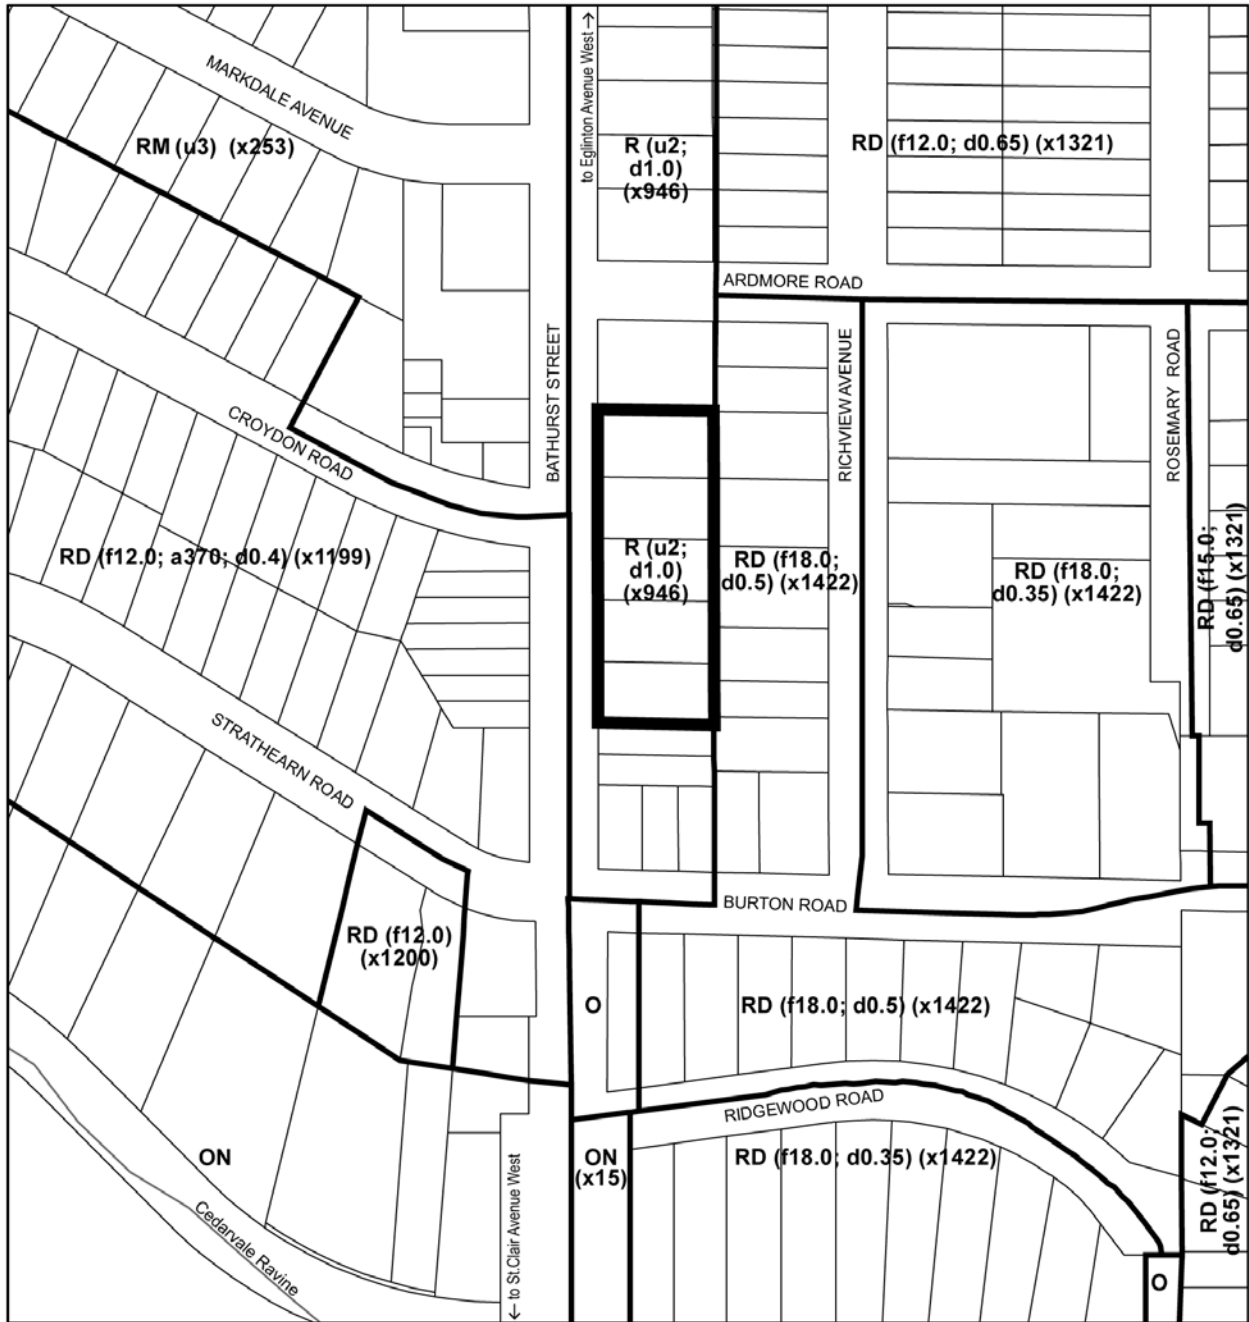 MARKDALE AVENUE
RM (u3) (x253)
← to Eglinton Avenue West
R (u2;
d1.0)
(x946)
RD (f12.0; d0.65) (x1321)
ARDMORE ROAD
CROYDON ROAD
BATHURST STREET
RICHVIEW AVENUE
ROSEMARY ROAD
RD (f12.0; a370; d0.4) (x1199)
R (u2;
d1.0)
(x946)
RD (f18.0;
d0.5) (x1422)
RD (f18.0;
d0.35) (x1422)
RD (f15.0;
d0.65) (x1321)
STRATHEARN ROAD
RD (f12.0)
(x1200)
BURTON ROAD
O
RD (f18.0; d0.5) (x1422)
RIDGEWOOD ROAD
ON
Cedarvale Ravine
← to St.Clair Avenue West
ON
(x15)
RD (f18.0; d0.35) (x1422)
RD (f12.0;
d0.65) (x1321)
O